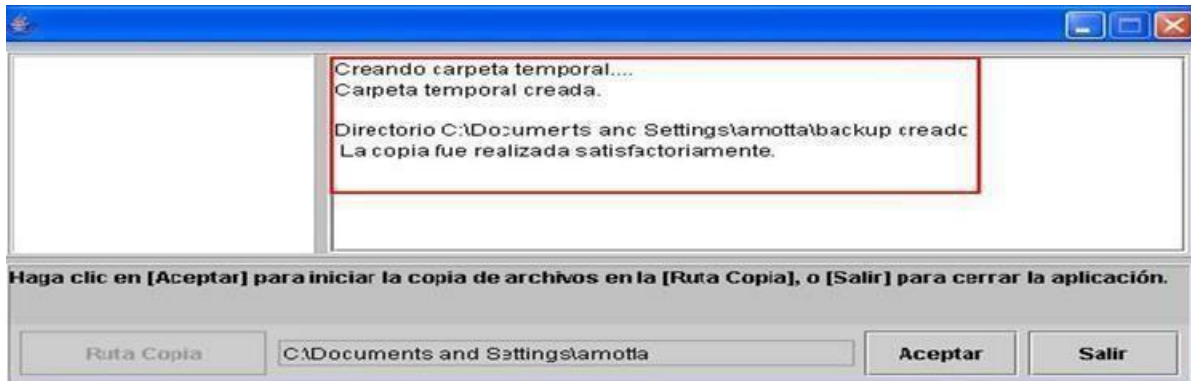 Creando carpeta temporal....
Carpeta temporal creada.
Directorio C:\Documents and Settings\amotta\backup creado
La copia fue realizada satisfactoriamente.
Haga clic en [Aceptar] para iniciar la copia de archivos en la [Ruta Copia], o [Salir] para cerrar la aplicación.
Ruta Copia
C:\Documents and Settings\amotta
Aceptar
Salir